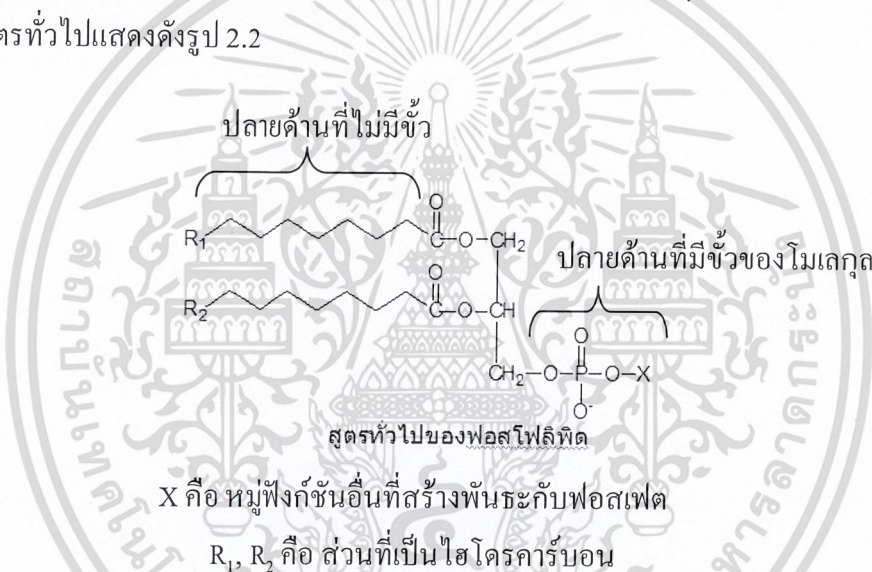 ตรทั่วไปแสดงดังรูป 2.2
ปลายด้านที่ไม่มีขั้ว
O
R1 C-O-CH2
ปลายด้านที่มีขั้วของโมเลกุล
O
R2 C-O-CH
O
CH2-O-P-O-X
O-
สูตรทั่วไปของฟอสโฟลิพิด
X คือ หมู่ฟังก์ชันอื่นที่สร้างพันธะกับฟอสเฟต
R1, R2 คือ ส่วนที่เป็นไฮโดรคาร์บอน